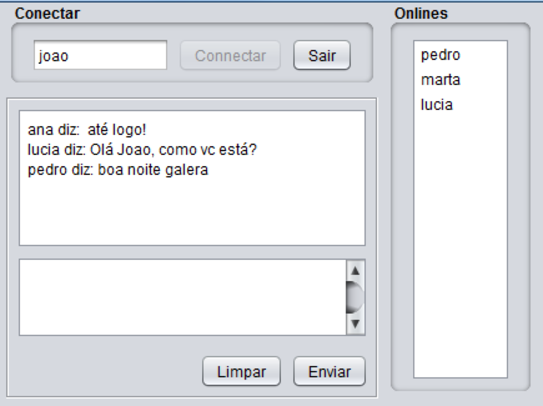 Conectar
joao
Connectar
Sair
ana diz:  até logo!
lucia diz: Olá Joao, como vc está?
pedro diz: boa noite galera
Limpar
Enviar
Onlines
pedro
marta
lucia